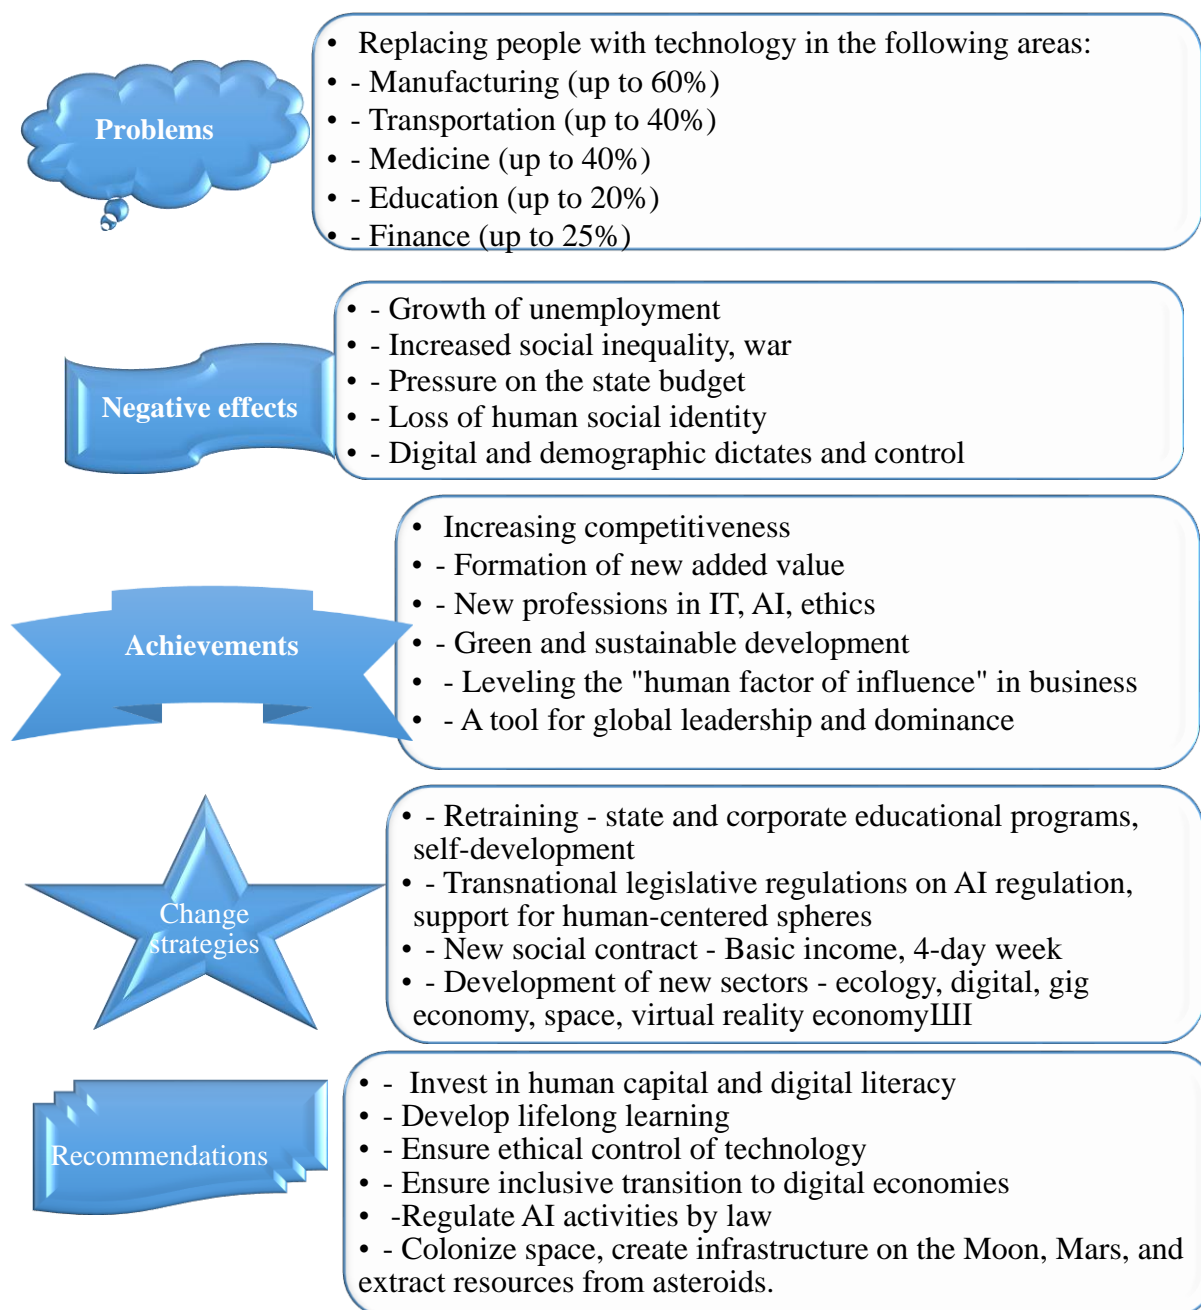 Problems
• Replacing people with technology in the following areas:
• - Manufacturing (up to 60%)
• - Transportation (up to 40%)
• - Medicine (up to 40%)
• - Education (up to 20%)
• - Finance (up to 25%)
Negative effects
• - Growth of unemployment
• - Increased social inequality, war
• - Pressure on the state budget
• - Loss of human social identity
• - Digital and demographic dictates and control
Achievements
• Increasing competitiveness
• - Formation of new added value
• - New professions in IT, AI, ethics
• - Green and sustainable development
• - Leveling the "human factor of influence" in business
• - A tool for global leadership and dominance
Change
strategies
• - Retraining - state and corporate educational programs,
self-development
• - Transnational legislative regulations on AI regulation,
support for human-centered spheres
• - New social contract - Basic income, 4-day week
• - Development of new sectors - ecology, digital, gig
economy, space, virtual reality economyШІ
Recommendations
• - Invest in human capital and digital literacy
• - Develop lifelong learning
• - Ensure ethical control of technology
• - Ensure inclusive transition to digital economies
• -Regulate AI activities by law
• - Colonize space, create infrastructure on the Moon, Mars, and
extract resources from asteroids.